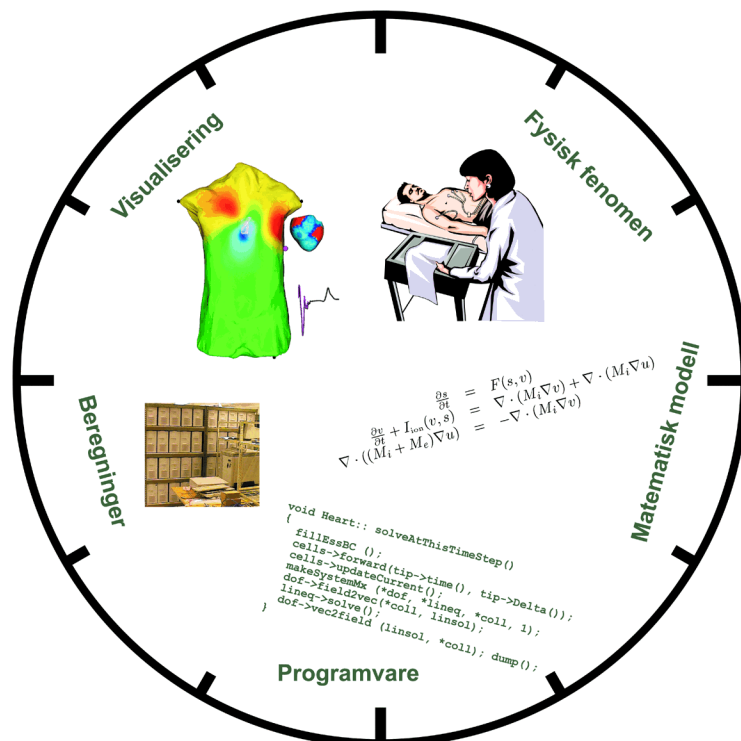 Visualisering
Fysisk fenomen
∂s/∂t = F(s, v)
∂v/∂t + I_ion(v, s) = ∇ · (M_i∇v) + ∇ · (M_i∇u)
∇ · ((M_i + M_e)∇u) = −∇ · (M_i∇v)
Matematisk modell
Beregninger
void Heart:: solveAtThisTimeStep()
{
fillEssBC ();
cells->forward(tip->time(), tip->Delta());
cells->updateCurrent();
makeSystemMx (*dof, *lineq, *coll, 1);
dof->field2vec(*coll, linsol);
lineq->solve();
dof->vec2field (linsol, *coll); dump();
}
Programvare